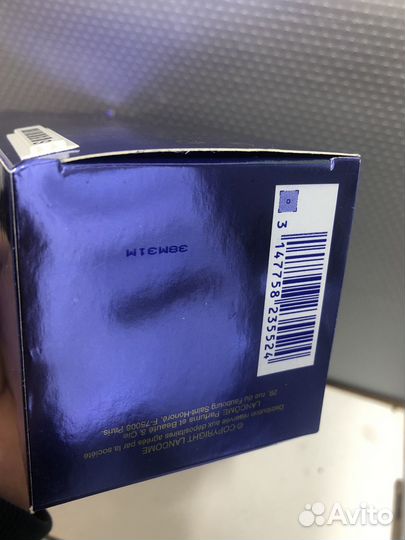 38M31M
3 147758 235524
© COPYRIGHT LANCOME
Distribution réservée aux dépositaires agréés par la société
LANCOME Parfums et Beauté & Cie
29, rue du Faubourg Saint-Honoré, F-75008 Paris.
Avito